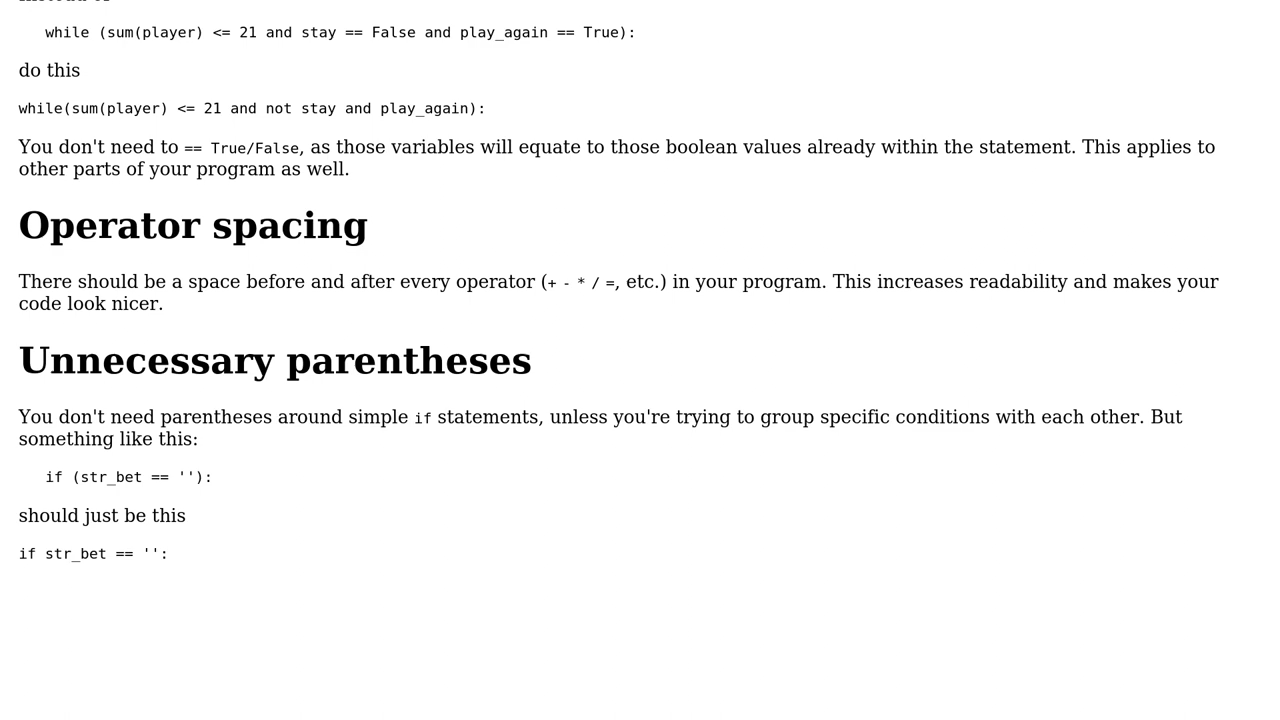 while (sum(player) <= 21 and stay == False and play_again == True):
do this
while(sum(player) <= 21 and not stay and play_again):
You don't need to == True/False, as those variables will equate to those boolean values already within the statement. This applies to
other parts of your program as well.
Operator spacing
There should be a space before and after every operator (+ - * / =, etc.) in your program. This increases readability and makes your
code look nicer.
Unnecessary parentheses
You don't need parentheses around simple if statements, unless you're trying to group specific conditions with each other. But
something like this:
if (str_bet == ''):
should just be this
if str_bet == '':